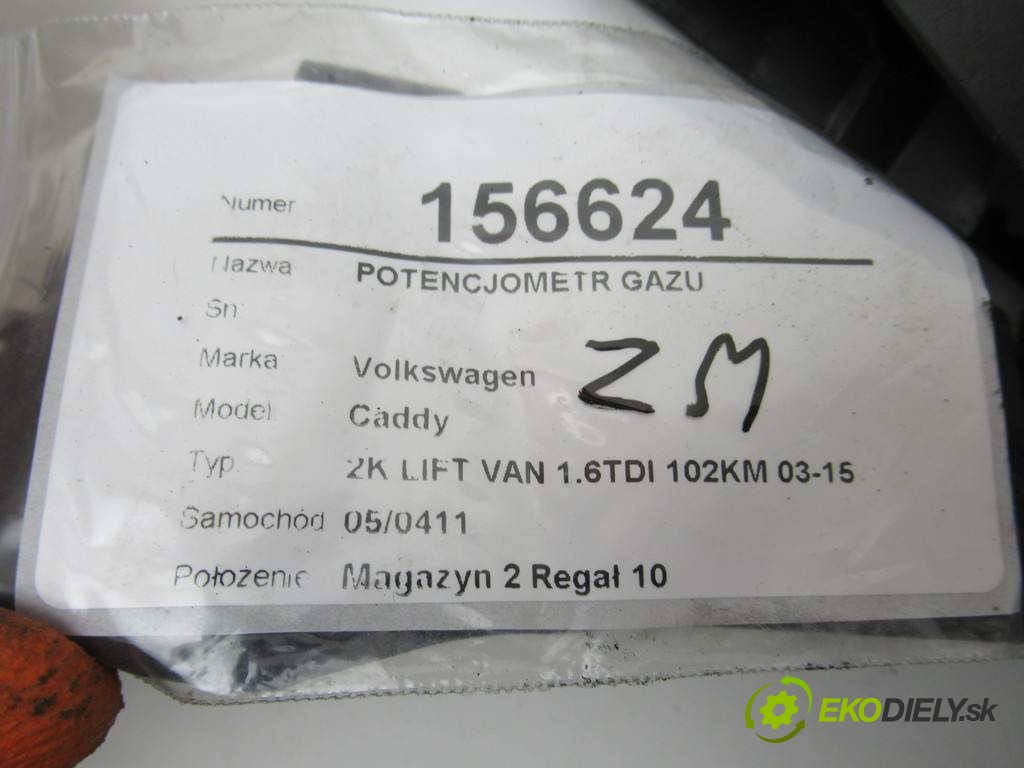 Numer 156624
Nazwa POTENCJOMETR GAZU
Sn
Marka Volkswagen
Model Caddy
Typ 2K LIFT VAN 1.6TDI 102KM 03-15
Samochód 05/0411
Położenie Magazyn 2 Regał 10
ZM
EKODIELY.sk